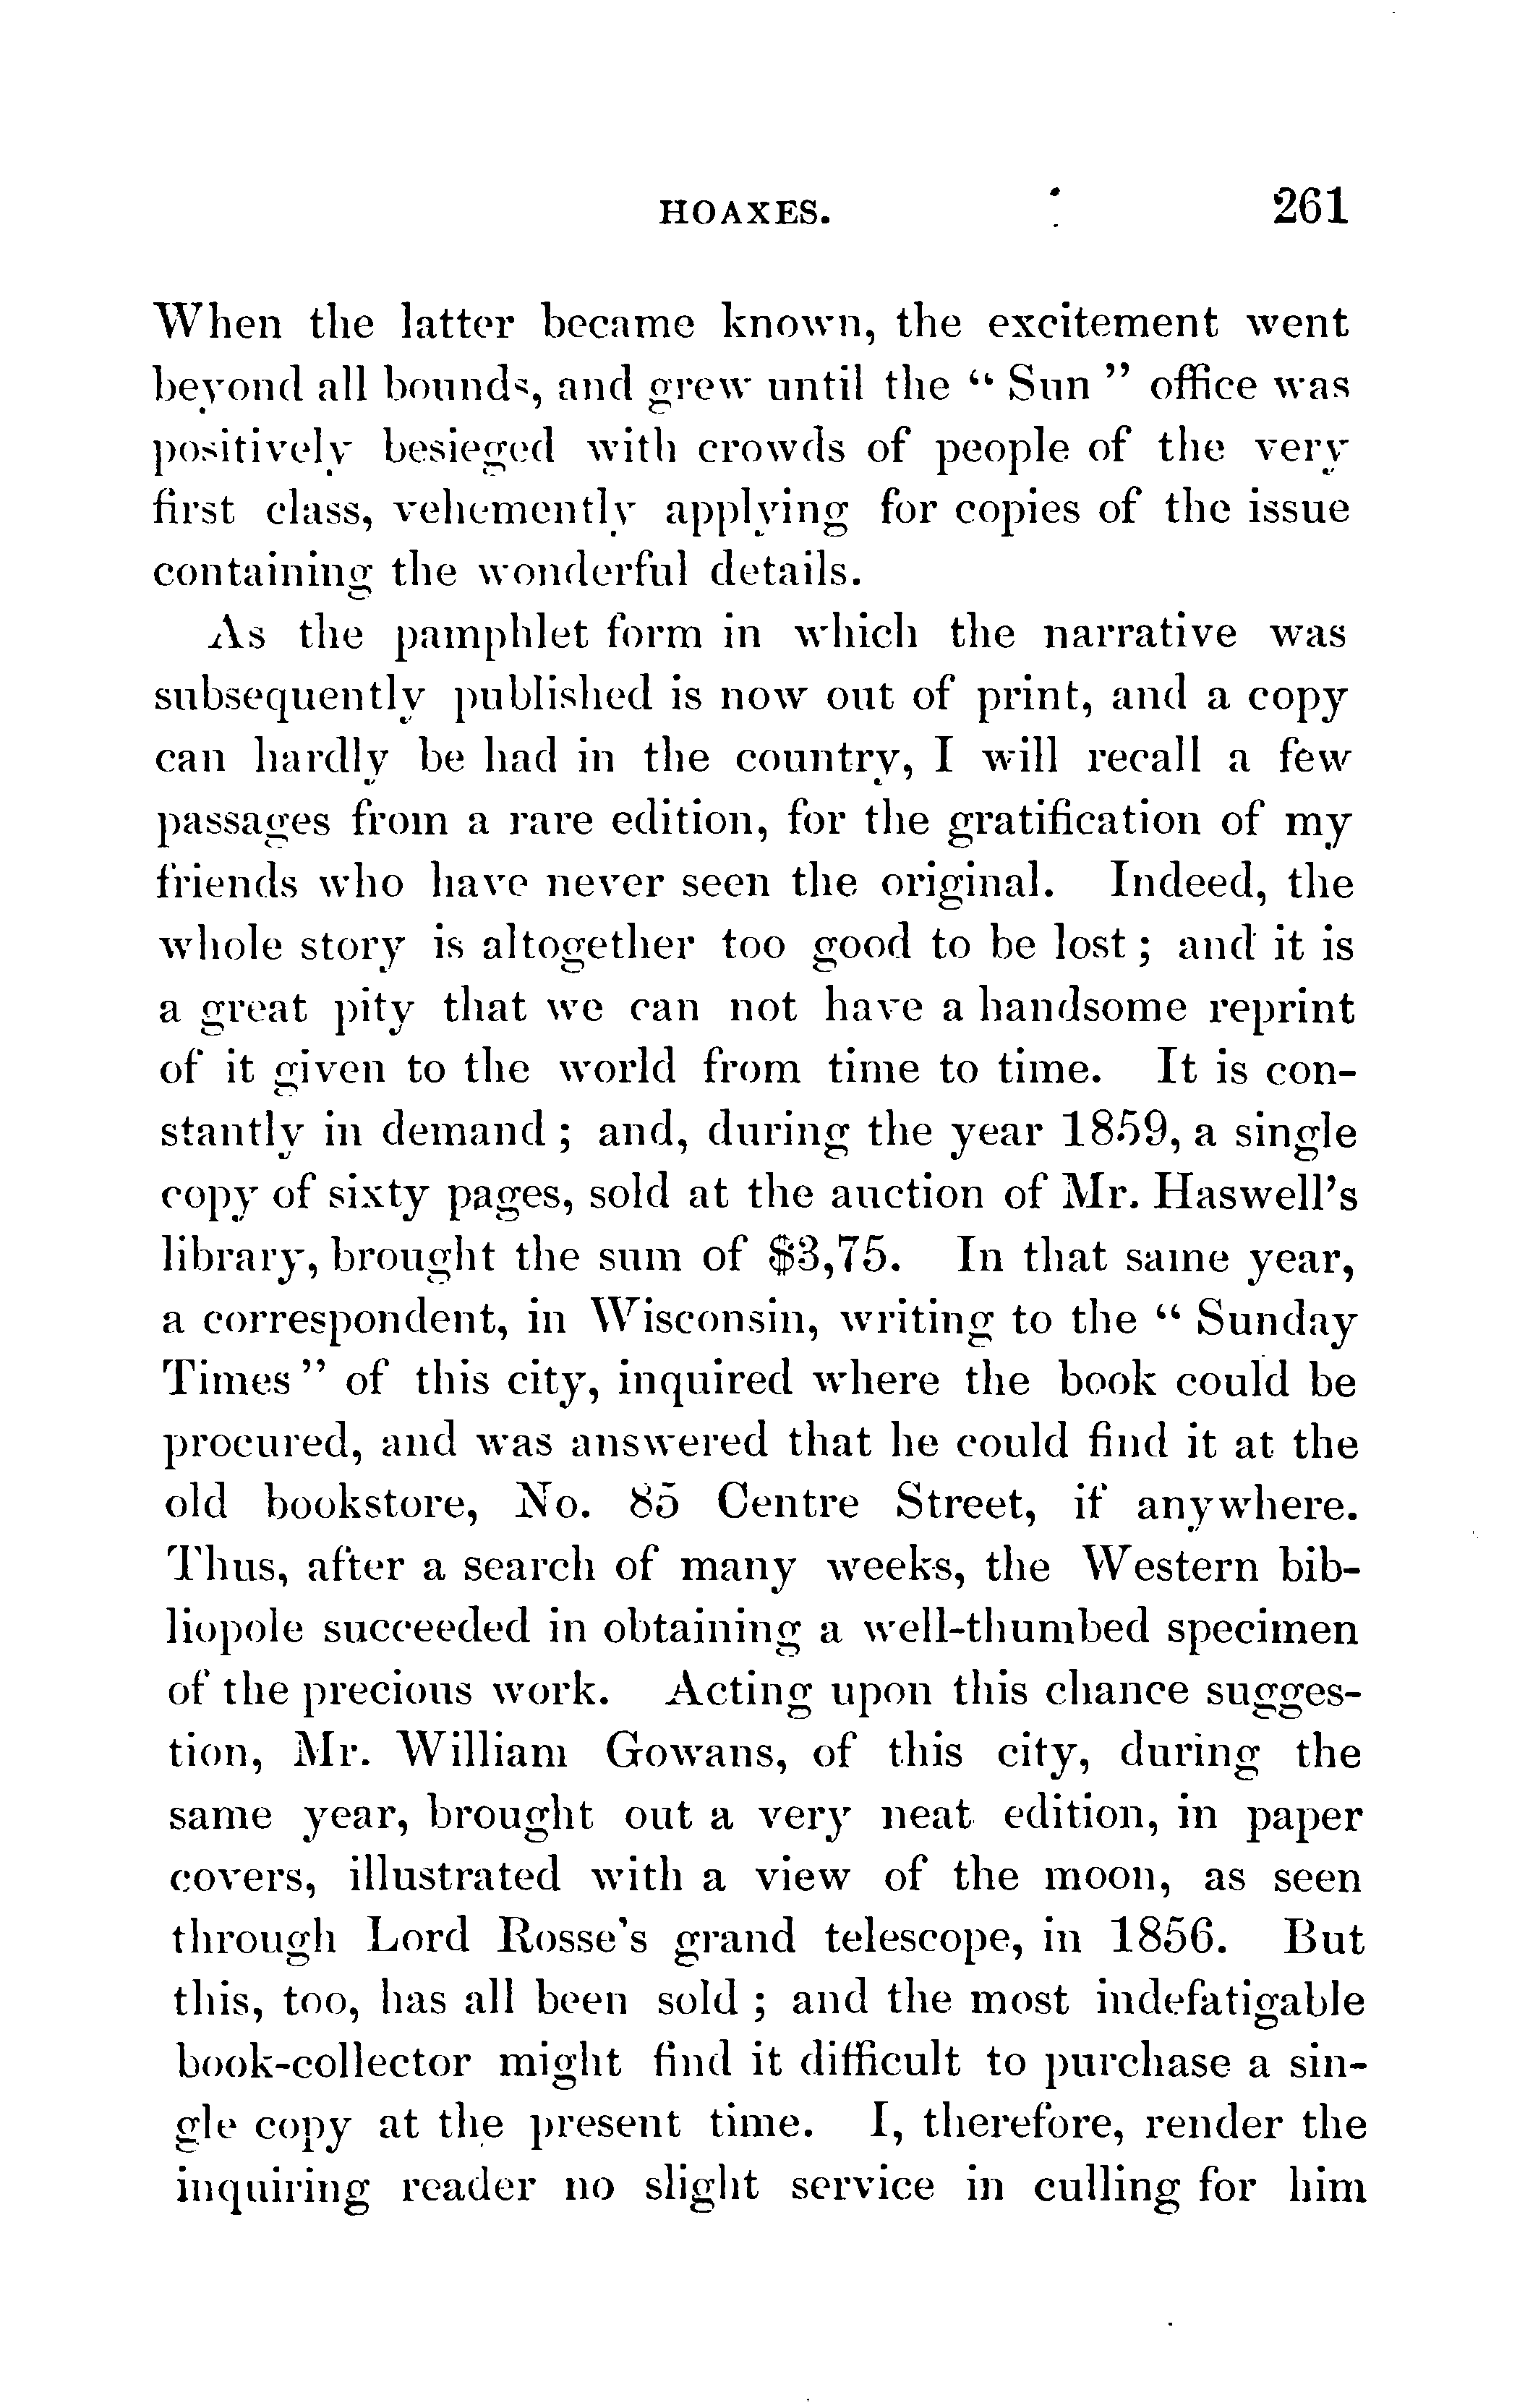 HOAXES. 261
When the latter became known, the excitement went
beyond all bounds, and grew until the “ Sun ” office was
positively besieged with crowds of people of the very
first class, vehemently applying for copies of the issue
containing the wonderful details.
As the pamphlet form in which the narrative was
subsequently published is now out of print, and a copy
can hardly be had in the country, I will recall a few
passages from a rare edition, for the gratification of my
friends who have never seen the original. Indeed, the
whole story is altogether too good to be lost ; and it is
a great pity that we can not have a handsome reprint
of it given to the world from time to time. It is con-
stantly in demand ; and, during the year 1859, a single
copy of sixty pages, sold at the auction of Mr. Haswell’s
library, brought the sum of $3,75. In that same year,
a correspondent, in Wisconsin, writing to the “ Sunday
Times ” of this city, inquired where the book could be
procured, and was answered that he could find it at the
old bookstore, No. 85 Centre Street, if anywhere.
Thus, after a search of many weeks, the Western bib-
liopole succeeded in obtaining a well-thumbed specimen
of the precious work. Acting upon this chance sugges-
tion, Mr. William Gowans, of this city, during the
same year, brought out a very neat edition, in paper
covers, illustrated with a view of the moon, as seen
through Lord Rosse’s grand telescope, in 1856. But
this, too, has all been sold ; and the most indefatigable
book-collector might find it difficult to purchase a sin-
gle copy at the present time. I, therefore, render the
inquiring reader no slight service in culling for him